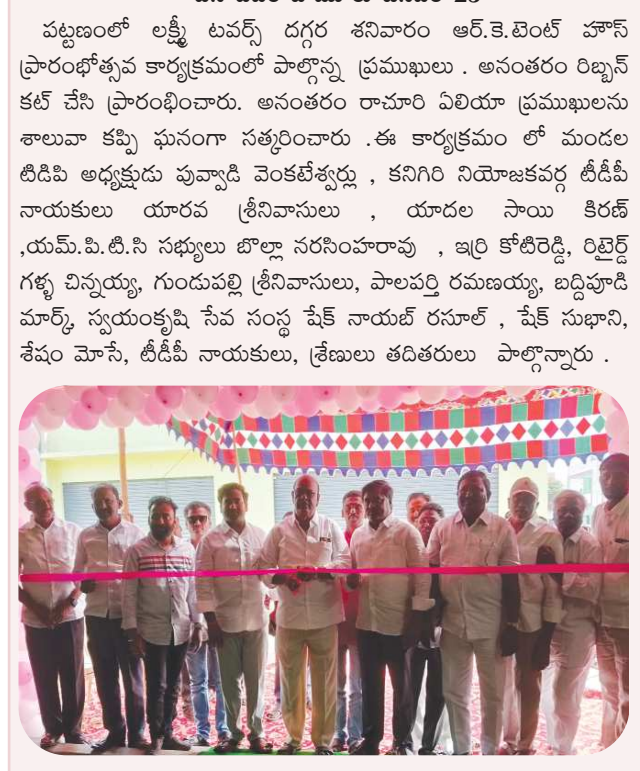 పట్టణంలో లక్ష్మీ టవర్స్ దగ్గర శనివారం ఆర్.కె.టెంట్ హౌస్
ప్రారంభోత్సవ కార్యక్రమంలో పాల్గొన్న ప్రముఖులు . అనంతరం రిబ్బన్
కట్ చేసి ప్రారంభించారు. అనంతరం రాచూరి ఏలియా ప్రముఖులను
శాలువా కప్పి ఘనంగా సత్కరించారు .ఈ కార్యక్రమం లో మండల
టిడిపి అధ్యక్షుడు పువ్వాడి వెంకటేశ్వర్లు , కనిగిరి నియోజకవర్గ టీడీపీ
నాయకులు యారవ శ్రీనివాసులు , యాదల సాయి కిరణ్
,యమ్.పి.టి.సి సభ్యులు బొల్లా నరసింహరావు , ఇర్రి కోటిరెడ్డి, రిటైర్డ్
గళ్ళ చిన్నయ్య, గుండుపల్లి శ్రీనివాసులు, పాలపర్తి రమణయ్య, బద్దిపూడి
మార్క్, స్వయంకృషి సేవ సంస్థ షేక్ నాయబ్ రసూల్ , షేక్ సుభాని,
శేషం మోసే, టీడీపీ నాయకులు, శ్రేణులు తదితరులు పాల్గొన్నారు .